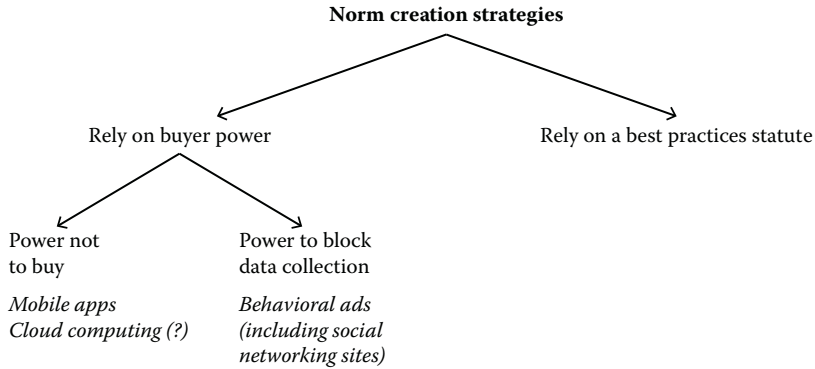 Norm creation strategies
Rely on buyer power
Rely on a best practices statute
Power not
to buy
Mobile apps
Cloud computing (?)
Power to block
data collection
Behavioral ads
(including social
networking sites)